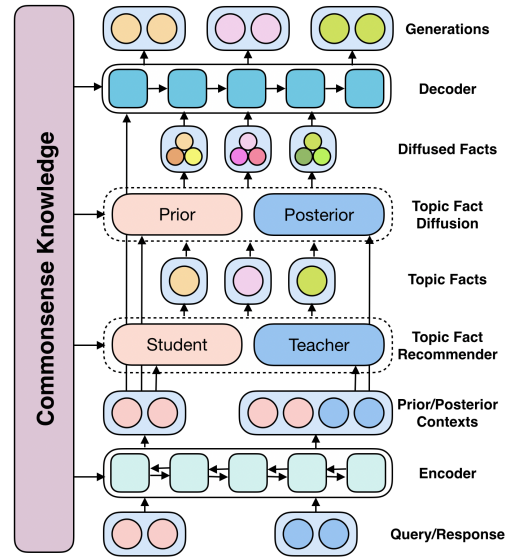 Commonsense Knowledge
Generations
Decoder
Diffused Facts
Prior
Posterior
Topic Fact
Diffusion
Topic Facts
Student
Teacher
Topic Fact
Recommender
Prior/Posterior
Contexts
Encoder
Query/Response